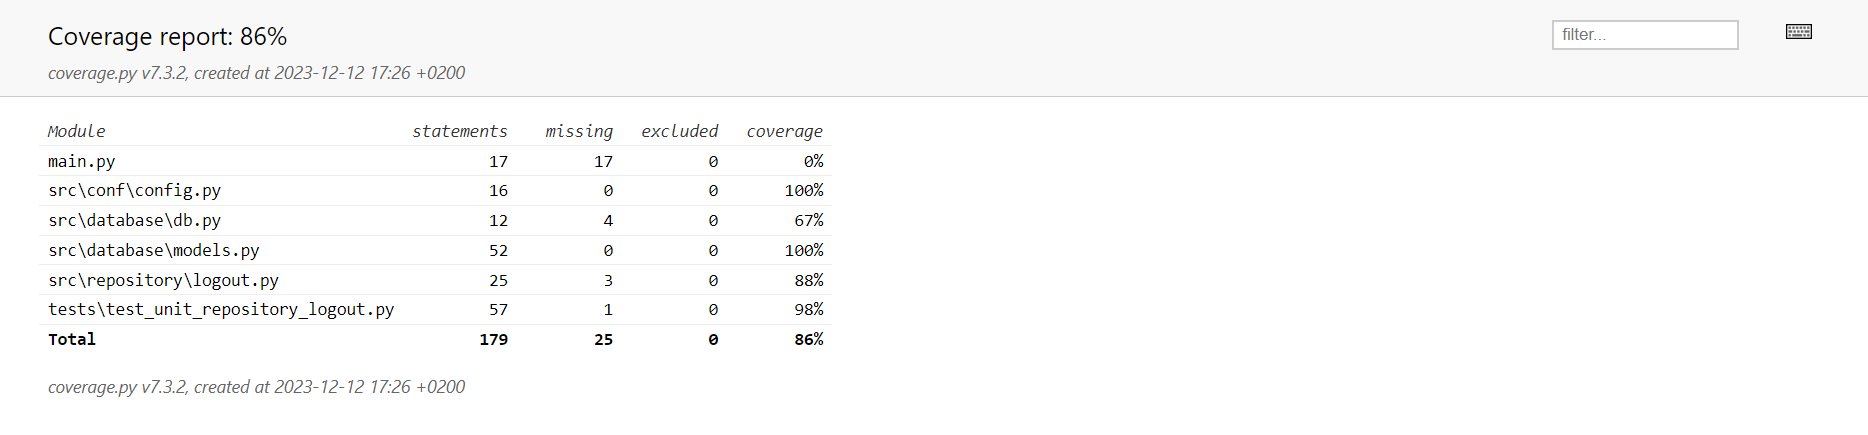 Coverage report: 86%
filter...
coverage.py v7.3.2, created at 2023-12-12 17:26 +0200
Module statements missing excluded coverage
main.py 17 17 0 0%
src\conf\config.py 16 0 0 100%
src\database\db.py 12 4 0 67%
src\database\models.py 52 0 0 100%
src\repository\logout.py 25 3 0 88%
tests\test_unit_repository_logout.py 57 1 0 98%
Total 179 25 0 86%
coverage.py v7.3.2, created at 2023-12-12 17:26 +0200